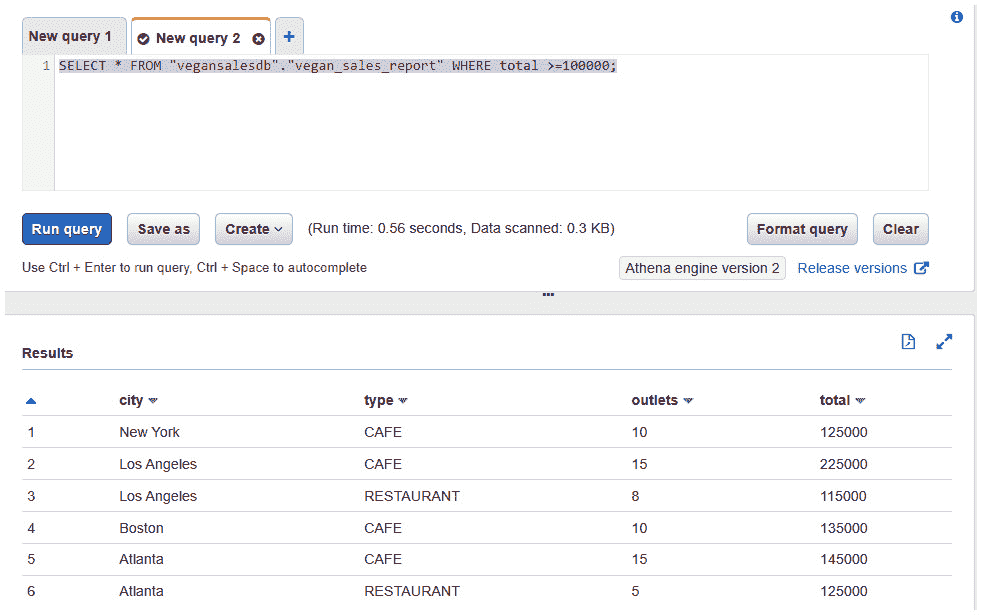 New query 1 New query 2 +
1 SELECT * FROM "vegansalesdb"."vegan_sales_report" WHERE total >=100000;
Run query Save as Create (Run time: 0.56 seconds, Data scanned: 0.3 KB) Format query Clear
Use Ctrl + Enter to run query, Ctrl + Space to autocomplete Athena engine version 2 Release versions
Results
city type outlets total
1 New York CAFE 10 125000
2 Los Angeles CAFE 15 225000
3 Los Angeles RESTAURANT 8 115000
4 Boston CAFE 10 135000
5 Atlanta CAFE 15 145000
6 Atlanta RESTAURANT 5 125000